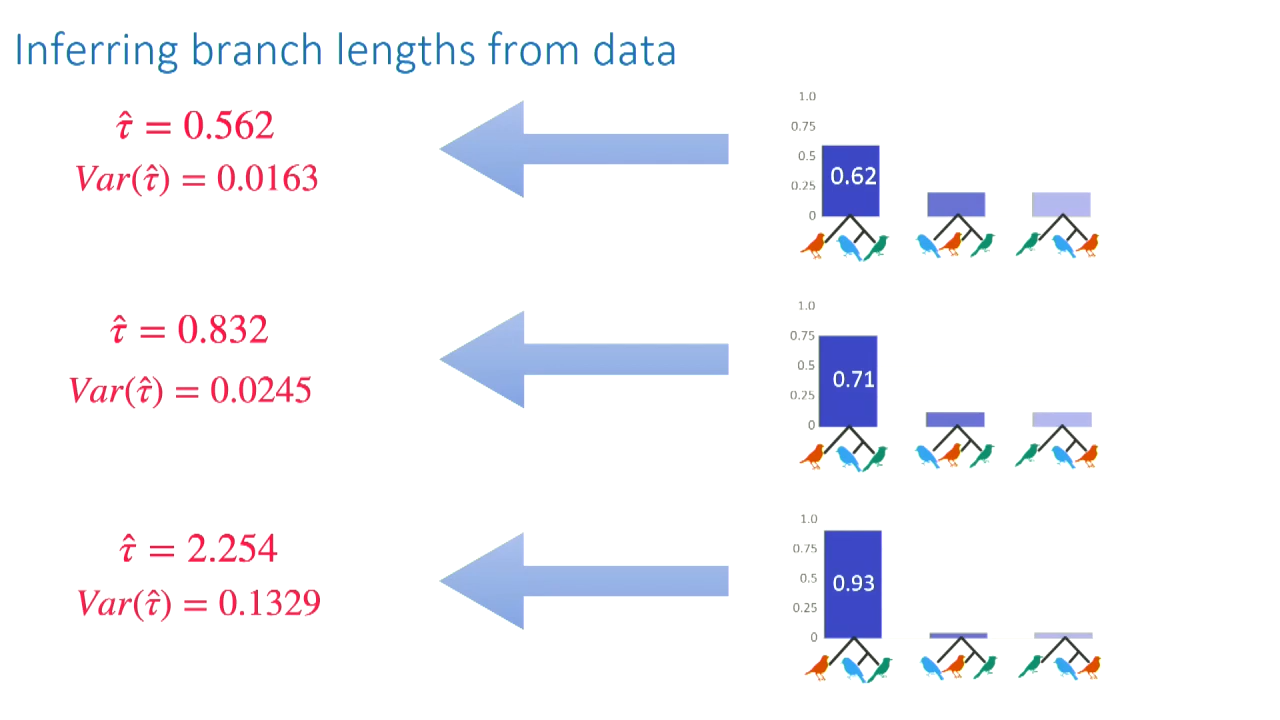 Inferring branch lengths from data
τ̂ = 0.562
Var(τ̂) = 0.0163
1.0
0.75
0.5
0.25
0
0.62
τ̂ = 0.832
Var(τ̂) = 0.0245
1.0
0.75
0.5
0.25
0
0.71
τ̂ = 2.254
Var(τ̂) = 0.1329
1.0
0.75
0.5
0.25
0
0.93